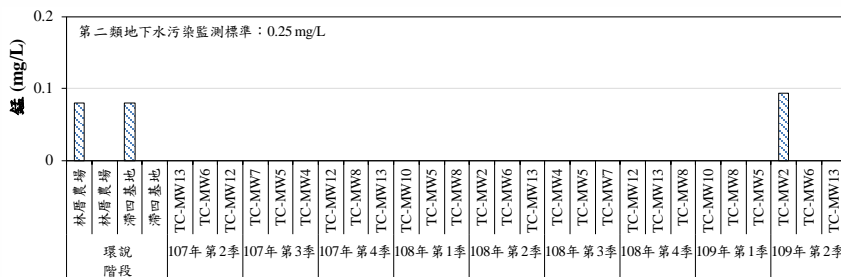 0.2
第二類地下水污染監測標準：0.25 mg/L
0.1
0
錳 (mg/L)
林厝農場 林厝農場 滯四基地 滯四基地 TC-MW13 TC-MW6 TC-MW12 TC-MW7 TC-MW5 TC-MW4 TC-MW12 TC-MW8 TC-MW13 TC-MW10 TC-MW5 TC-MW8 TC-MW2 TC-MW6 TC-MW13 TC-MW4 TC-MW5 TC-MW7 TC-MW8 TC-MW13 TC-MW12 TC-MW10 TC-MW8 TC-MW5 TC-MW2 TC-MW6 TC-MW13
環説 107年 第2季 107年 第3季 107年 第4季 108年 第1季 108年 第2季 108年 第3季 108年 第4季 109年 第1季 109年 第2季
階段